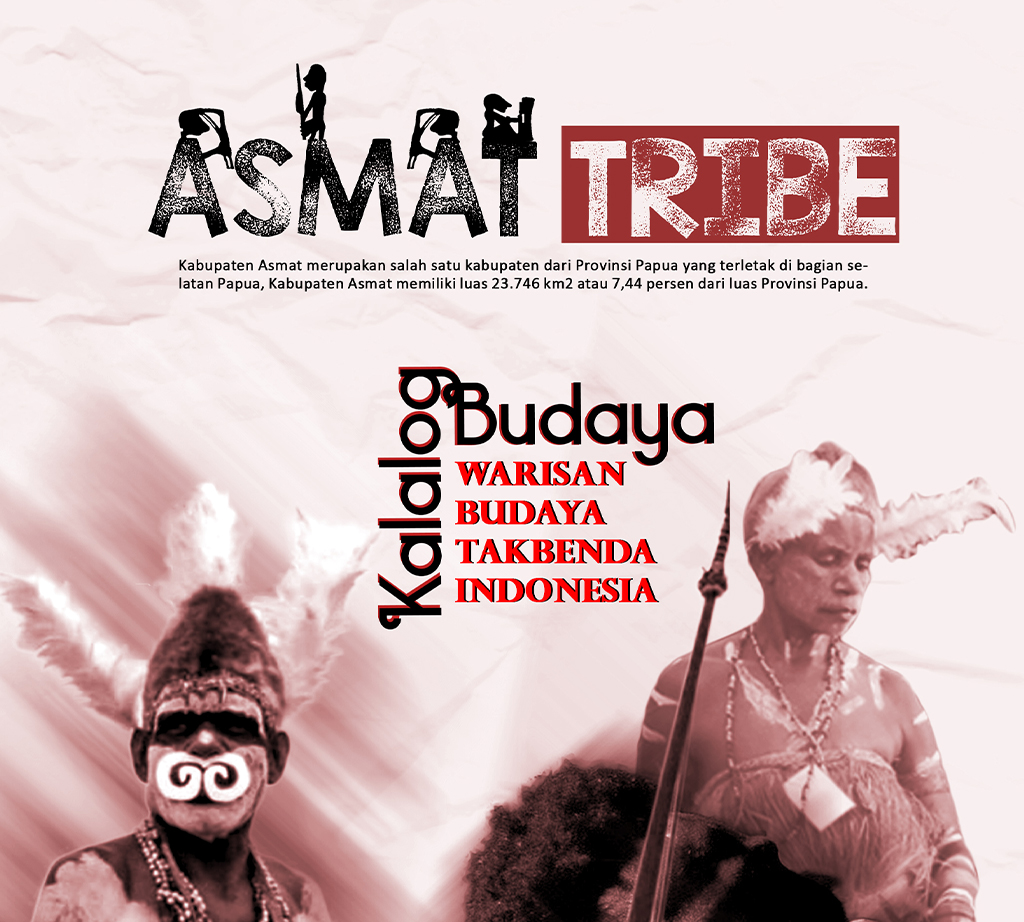 ASMAT TRIBE
Kabupaten Asmat merupakan salah satu kabupaten dari Provinsi Papua yang terletak di bagian se-
latan Papua, Kabupaten Asmat memiliki luas 23.746 km2 atau 7,44 persen dari luas Provinsi Papua.
Kalalog
Budaya
WARISAN
BUDAYA
TAKBENDA
INDONESIA